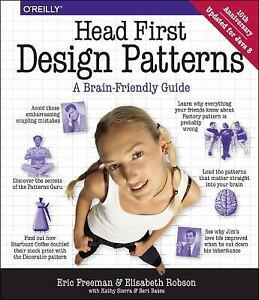 O'REILLY®
10th
Anniversary
Updated for Java 8
Head First
Design Patterns
A Brain-Friendly Guide
Avoid those
embarrassing
coupling mistakes
Learn why everything
your friends know about
Factory pattern is
probably
wrong
Discover the secrets
of the Patterns Guru
Load the patterns
that matter straight
into your brain
Find out how
Starbuzz Coffee doubled
their stock price with
the Decorator pattern
See why Jim's
love life improved
when he cut down
his inheritance
Eric Freeman & Elisabeth Robson
with Kathy Sierra & Bert Bates